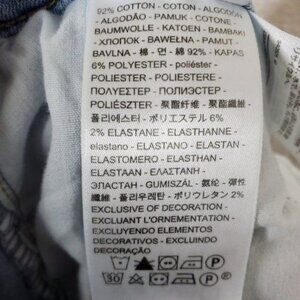 92% COTTON - COTON - ALGODÓN
- ALGODÃO - PAMUK - COTONE -
BAUMWOLLE - KATOEN - BAMBAKI
- ХЛОПОК - BAWEŁNA - PAMUT -
BAVLNA - 棉 - 면 - 綿 92% - KAPAS
6% POLYESTER - poliéster -
POLIESTER - POLIESTERE -
ΠΟΛΥΕΣΤΕΡ - ПОЛИЭСТЕР -
POLIÉSZTER - 聚酯纤维 - 聚酯纖維 -
폴리에스터 - ポリエステル 6%
2% ELASTANE - ELASTHANNE -
elastano - ELASTANO - ELASTAN -
ELASTOMERO - ELASTHAN -
ELASTAAN - ΕΛΑΣΤΑΝΗ -
ЭЛАСТАН - GUMISZÁL - 氨纶 - 彈性
纖維 - 폴리우레탄 - ポリウレタン 2%
EXCLUSIVE OF DECORATION -
EXCLUANT L'ORNEMENTATION -
EXCLUYENDO ELEMENTOS
DECORATIVOS - EXCLUINDO
DECORAÇÃO
30 P